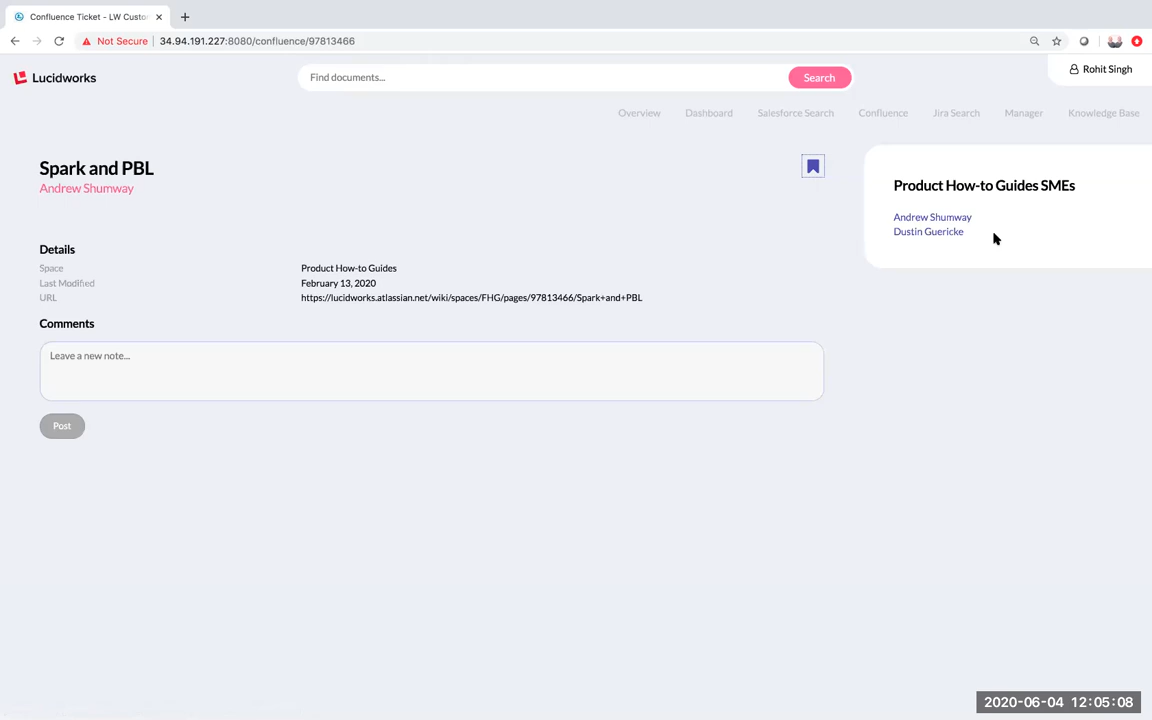 Confluence Ticket - LW Custo
Not Secure 34.94.191.227:8080/confluence/97813466
Lucidworks
Find documents...
Search
Rohit Singh
Overview Dashboard Salesforce Search Confluence Jira Search Manager Knowledge Base
Spark and PBL
Andrew Shumway
Product How-to Guides SMEs
Andrew Shumway
Dustin Guericke
Details
Space Product How-to Guides
Last Modified February 13, 2020
URL https://lucidworks.atlassian.net/wiki/spaces/FHG/pages/97813466/Spark+and+PBL
Comments
Leave a new note...
Post
2020-06-04 12:05:08